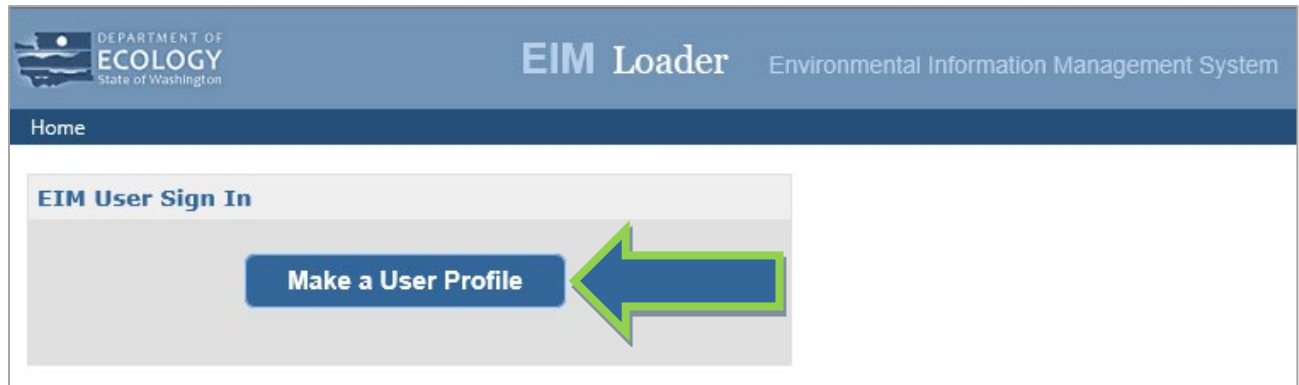 DEPARTMENT OF
ECOLOGY
State of Washington
EIM Loader Environmental Information Management System
Home
EIM User Sign In
Make a User Profile